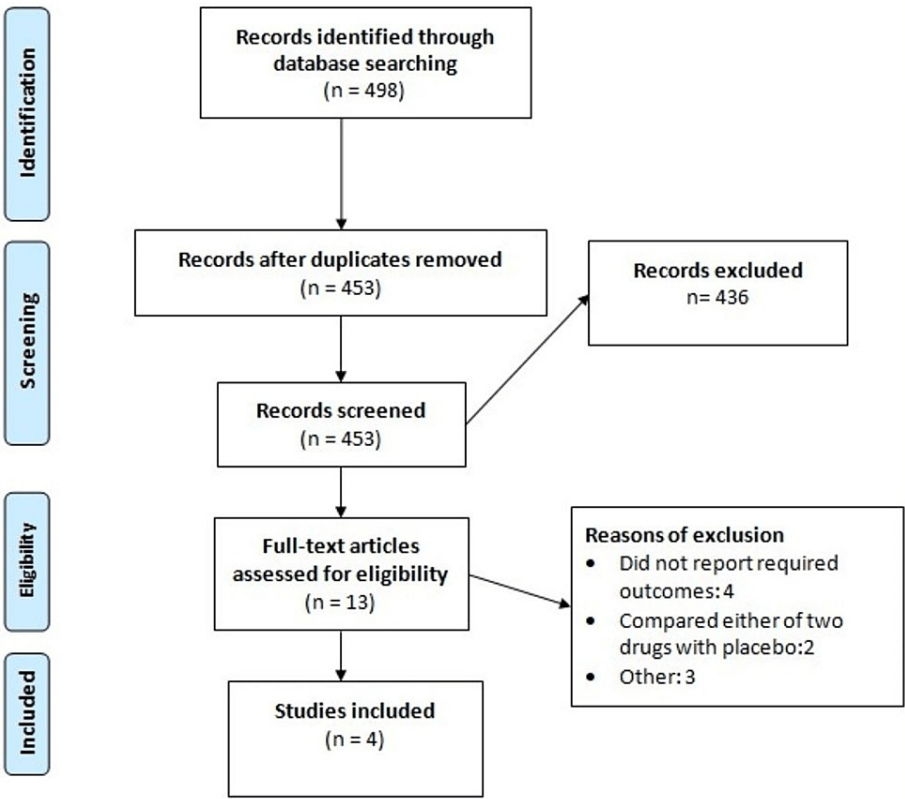 Identification
Records identified through
database searching
(n = 498)
Screening
Records after duplicates removed
(n = 453)
Records excluded
n= 436
Records screened
(n = 453)
Eligibility
Full-text articles
assessed for eligibility
(n = 13)
Reasons of exclusion
• Did not report required
outcomes:4
• Compared either of two
drugs with placebo:2
• Other: 3
Included
Studies included
(n = 4)